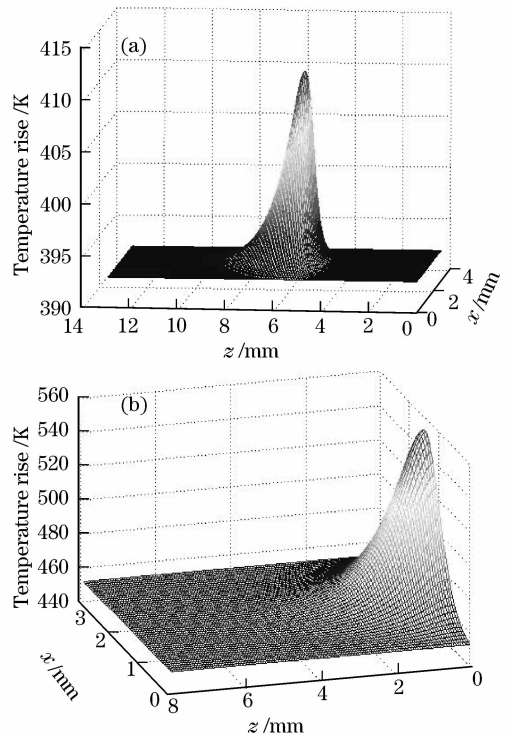 (a)
Temperature rise /K
415
410
405
400
395
390
14 12 10 8 6 4 2 0
z /mm
0 2 4
x /mm
(b)
Temperature rise /K
560
540
520
500
480
460
440
3 2 1 0
x /mm
8 6 4 2 0
z /mm